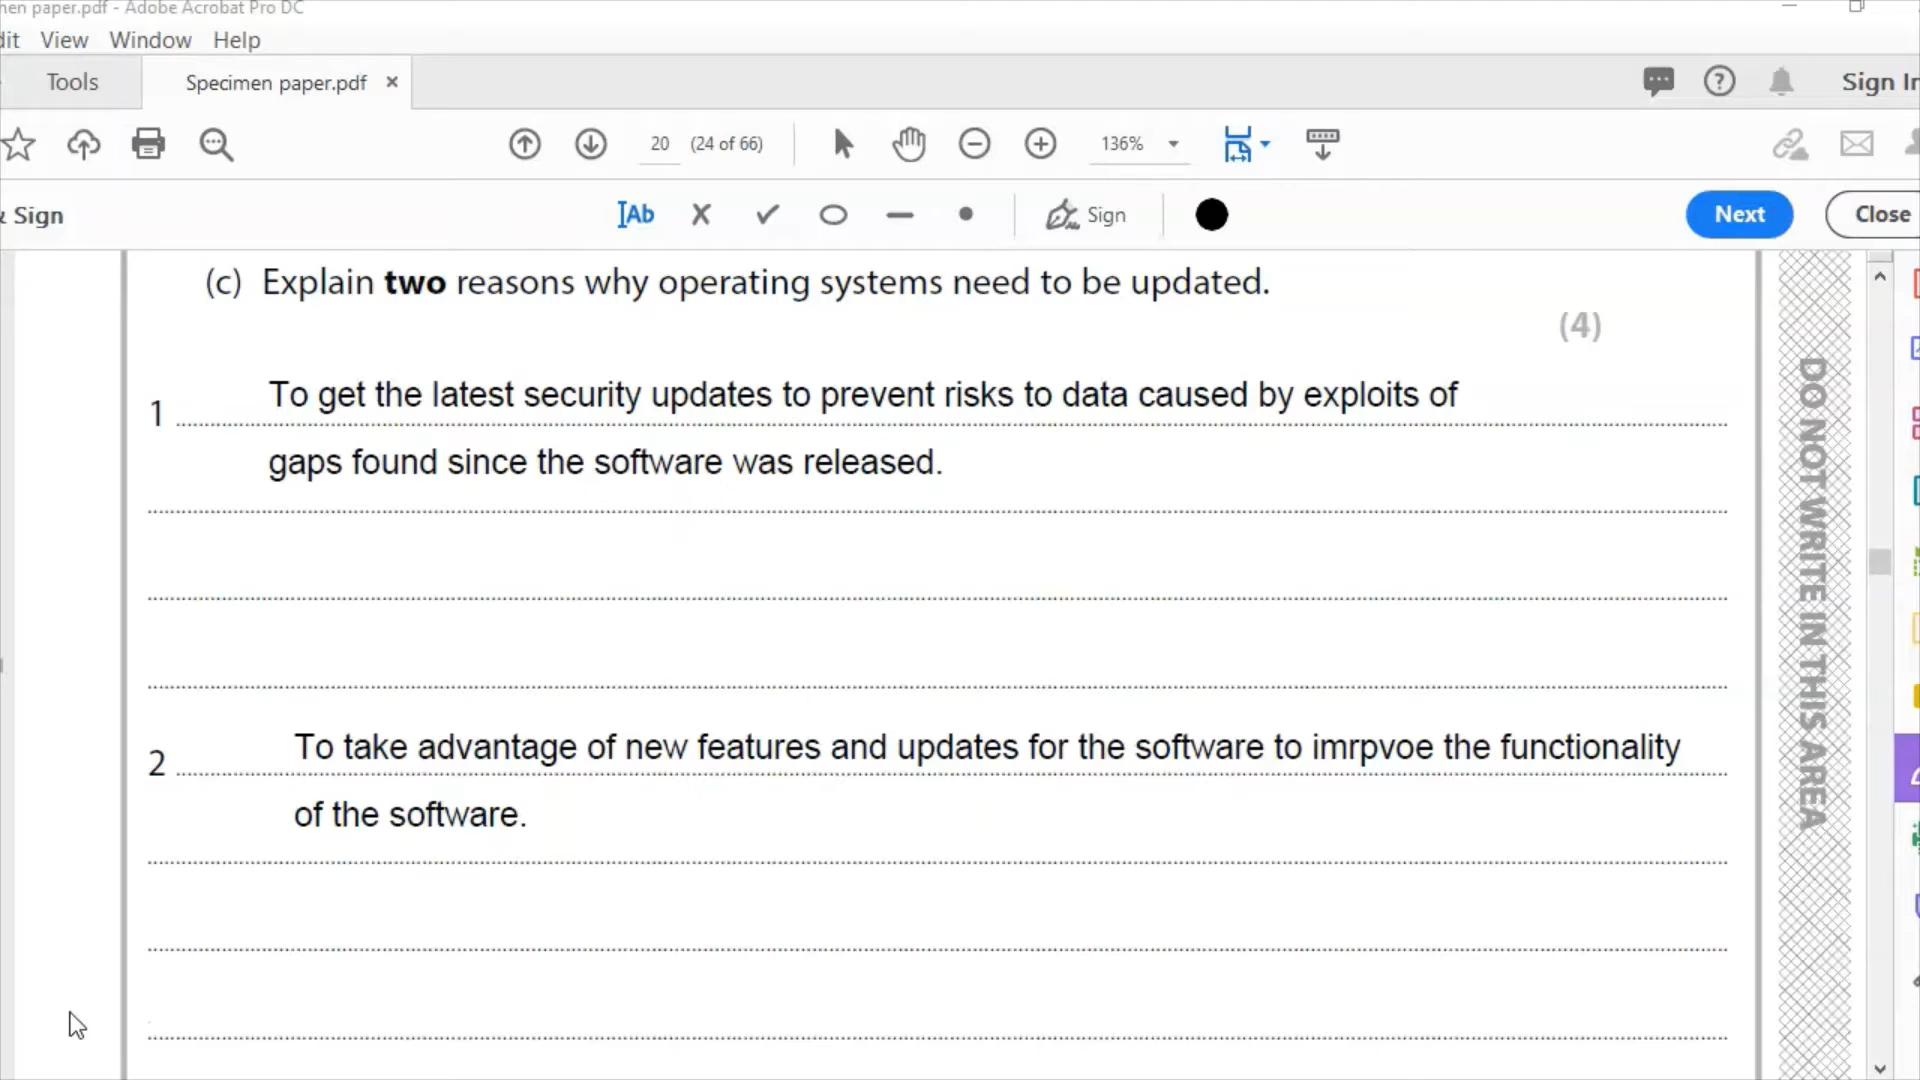 men paper.pdf - Adobe Acrobat Pro DC
dit View Window Help
Tools Specimen paper.pdf × Sign In
20 (24 of 66) 136%
& Sign Ab Sign Next Close
(c) Explain two reasons why operating systems need to be updated.
(4)
1 To get the latest security updates to prevent risks to data caused by exploits of
gaps found since the software was released.
2 To take advantage of new features and updates for the software to imrpvoe the functionality
of the software.
DO NOT WRITE IN THIS AREA